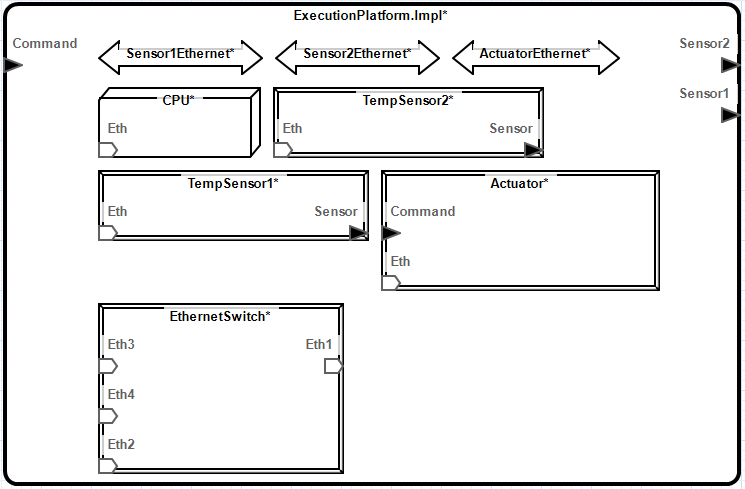 ExecutionPlatform.Impl*
Command
Sensor1Ethernet*
Sensor2Ethernet*
ActuatorEthernet*
Sensor2
Sensor1
CPU*
Eth
TempSensor2*
Eth
Sensor
TempSensor1*
Eth
Sensor
Actuator*
Command
Eth
EthernetSwitch*
Eth3
Eth1
Eth4
Eth2